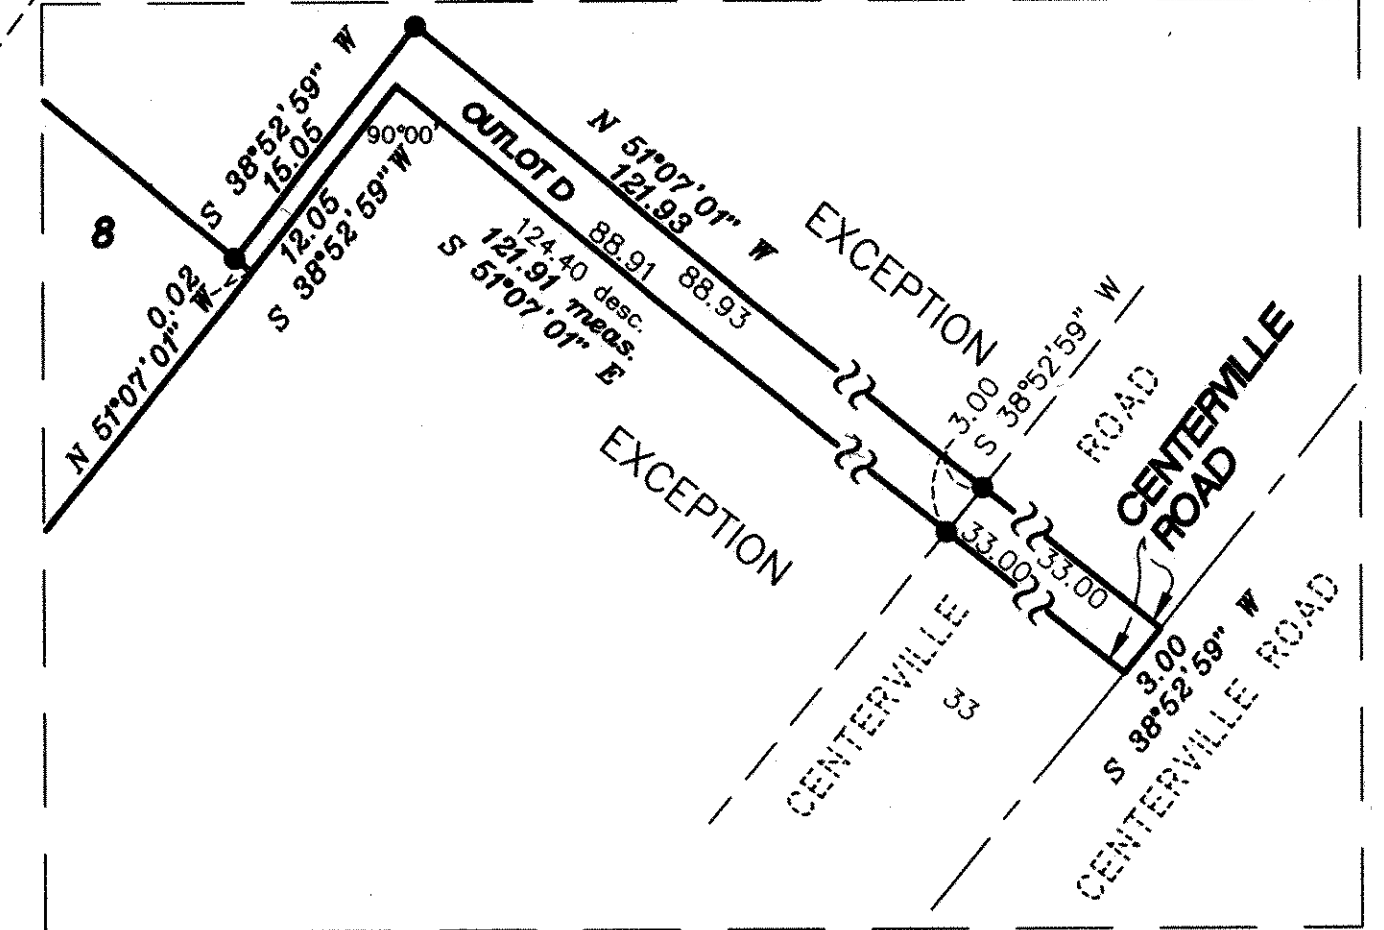 S 38°52'59" W
15.05
90°00'
12.05
S 38°52'59" W
8
0.02
N 51°07'01" W
OUTLOT D
N 51°07'01" W
121.93
88.91
88.93
124.40 desc.
121.91 meas.
S 51°07'01" E
EXCEPTION
EXCEPTION
3.00
S 38°52'59" W
ROAD
CENTERVILLE
ROAD
33.00
33.00
CENTERVILLE
33
3.00
S 38°52'59" W
CENTERVILLE ROAD